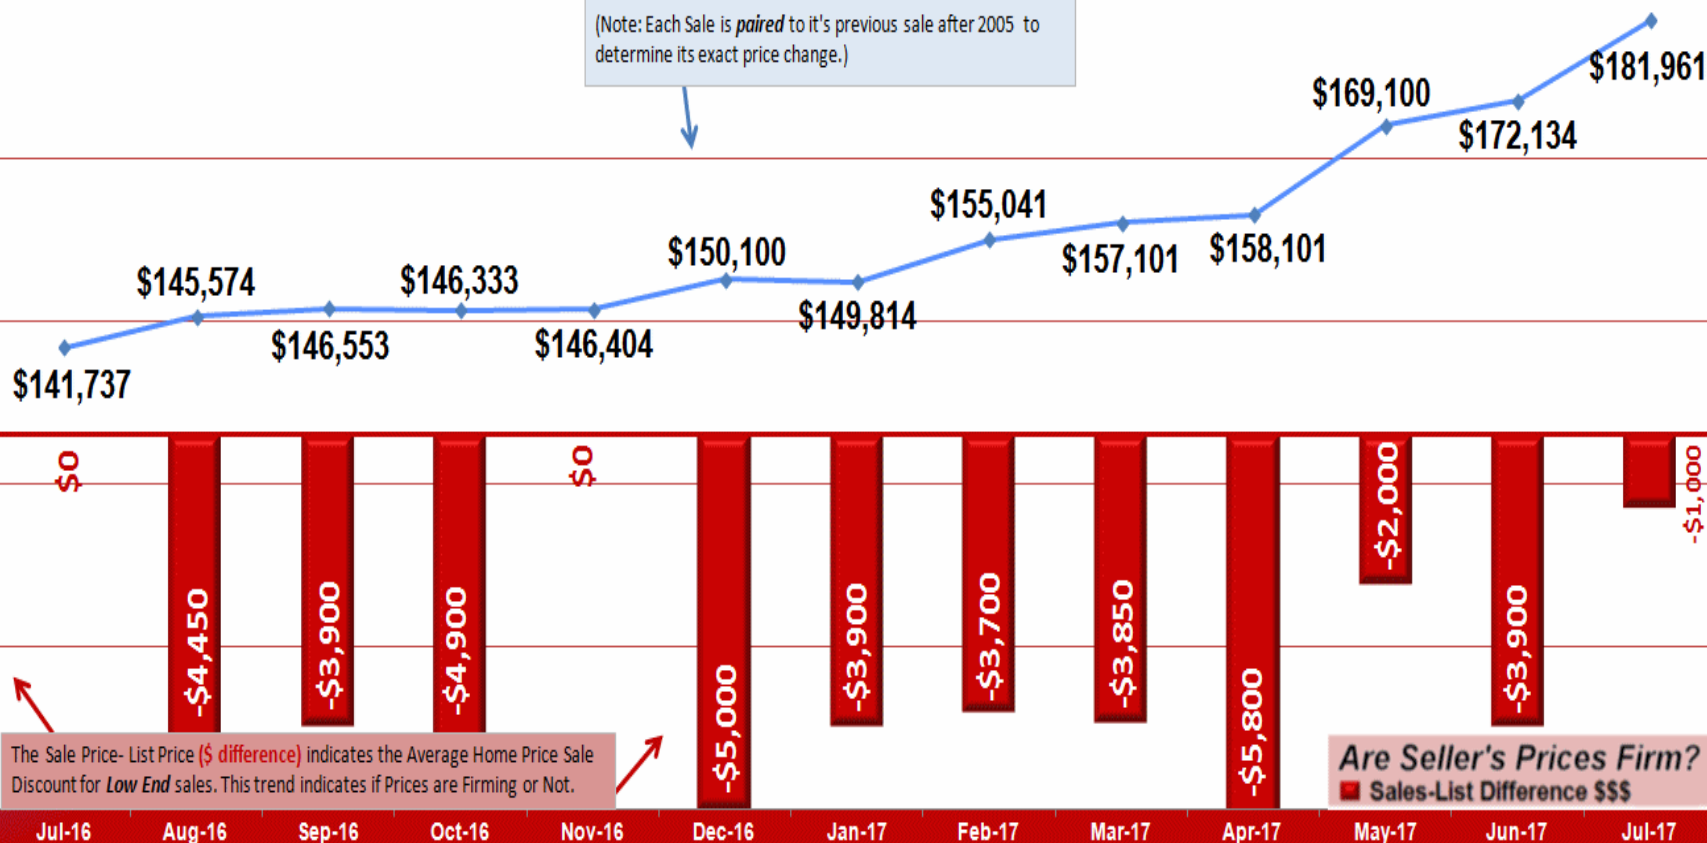 (Note: Each Sale is paired to it's previous sale after 2005 to
determine its exact price change.)
$141,737
$145,574
$146,553
$146,333
$146,404
$150,100
$149,814
$155,041
$157,101
$158,101
$169,100
$172,134
$181,961
$0
-$4,450
-$3,900
-$4,900
$0
-$5,000
-$3,900
-$3,700
-$3,850
-$5,800
-$2,000
-$3,900
-$1,000
The Sale Price- List Price ($ difference) indicates the Average Home Price Sale
Discount for Low End sales. This trend indicates if Prices are Firming or Not.
Are Seller's Prices Firm?
Sales-List Difference $$$
Jul-16
Aug-16
Sep-16
Oct-16
Nov-16
Dec-16
Jan-17
Feb-17
Mar-17
Apr-17
May-17
Jun-17
Jul-17